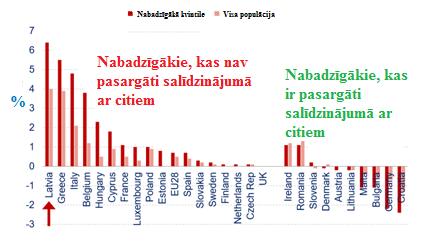 Nabadzīgākā kvintile
Visa populācija
7
6
5
4
3
2
1
0
-1
-2
-3
%
Nabadzīgākie, kas nav
pasargāti salīdzinājumā
ar citiem
Nabadzīgākie, kas
ir pasargāti
salīdzinājumā ar
citiem
Latvia
Greece
Italy
Belgium
Hungary
Cyprus
France
Luxembourg
Poland
Estonia
EU28
Spain
Slovakia
Sweden
Finland
Netherlands
Czech Rep.
UK
Ireland
Romania
Slovenia
Denmark
Austria
Lithuania
Malta
Bulgaria
Germany
Croatia